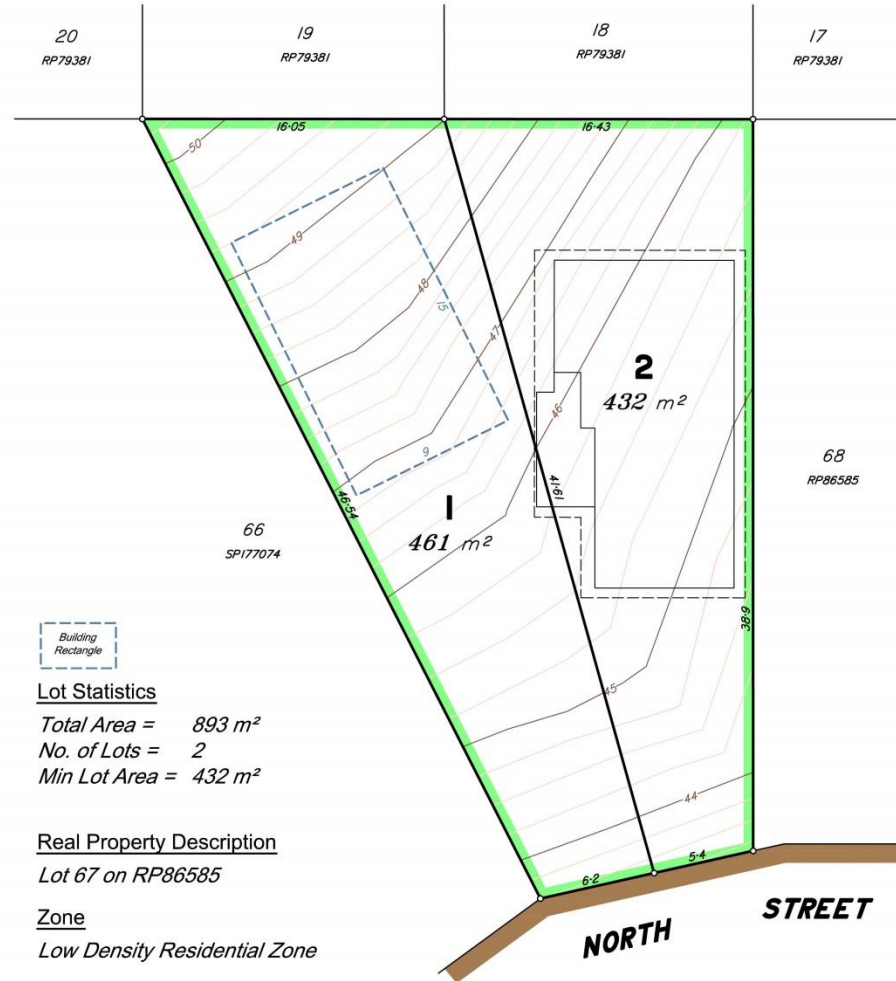 20
RP79381
19
RP79381
18
RP79381
17
RP79381
16·05
16·43
50
49
48
15
47
46
2
432 m²
9
41·61
1
461 m²
46·54
66
SP177074
68
RP86585
38·9
45
44
5·4
6·2
NORTH
STREET
Building
Rectangle
Lot Statistics
Total Area = 893 m²
No. of Lots = 2
Min Lot Area = 432 m²
Real Property Description
Lot 67 on RP86585
Zone
Low Density Residential Zone